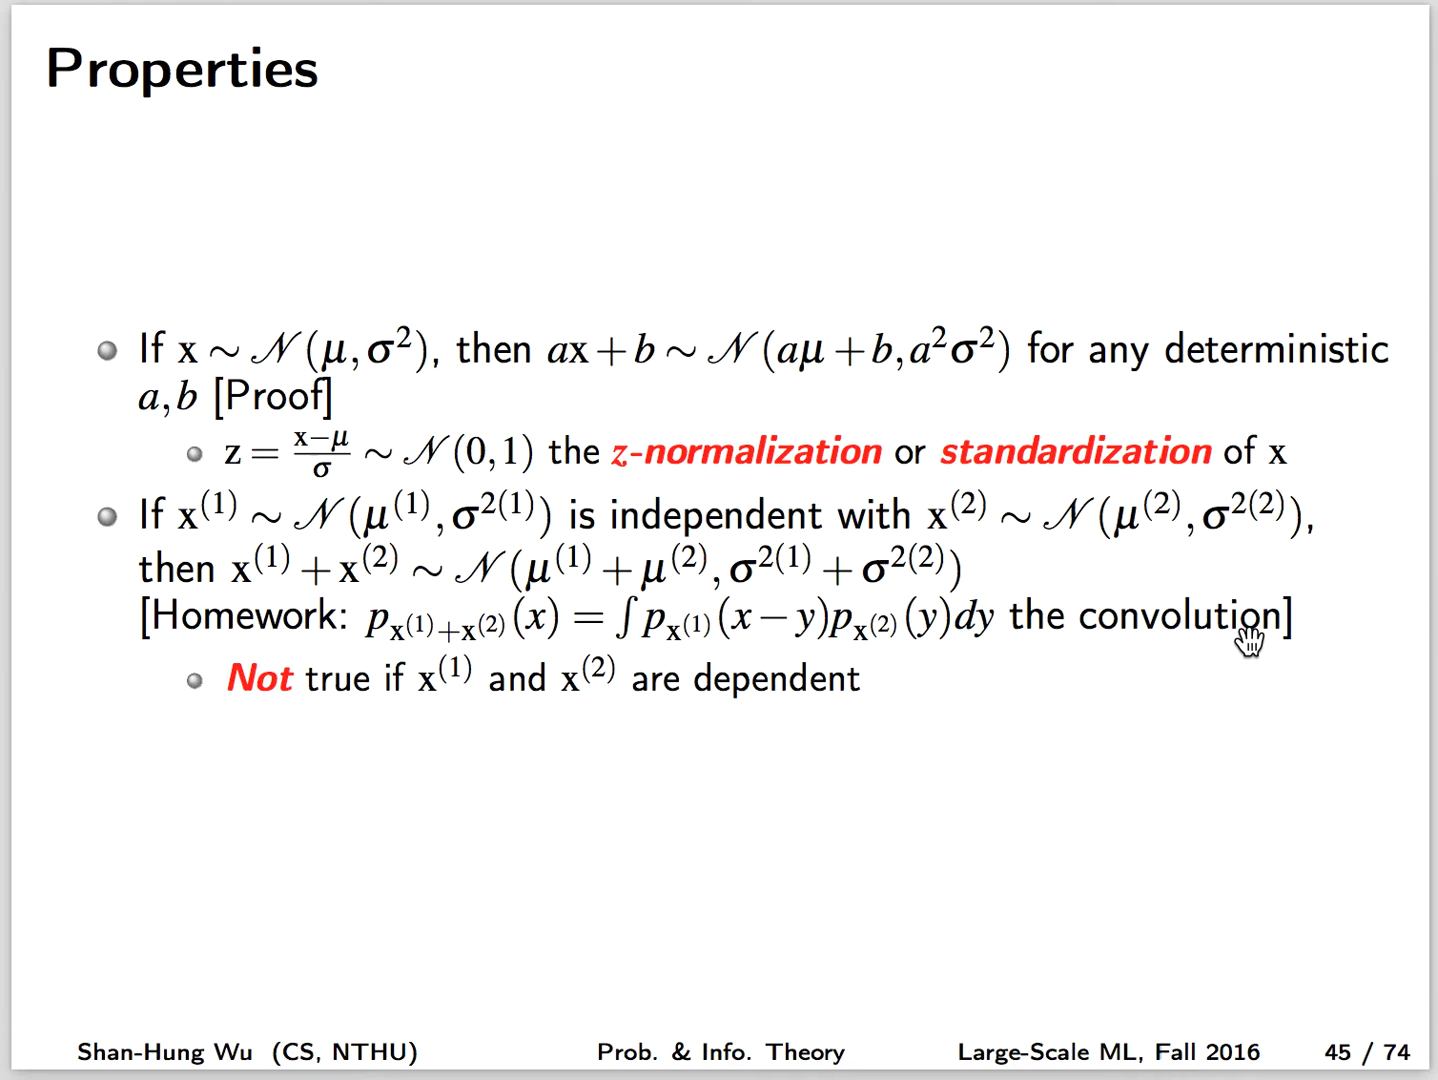 Properties
If x ∼ 𝒩(μ, σ²), then ax + b ∼ 𝒩(aμ + b, a²σ²) for any deterministic
a, b [Proof]
z = (x−μ)/σ ∼ 𝒩(0, 1) the z-normalization or standardization of x
If x⁽¹⁾ ∼ 𝒩(μ⁽¹⁾, σ²⁽¹⁾) is independent with x⁽²⁾ ∼ 𝒩(μ⁽²⁾, σ²⁽²⁾),
then x⁽¹⁾ + x⁽²⁾ ∼ 𝒩(μ⁽¹⁾ + μ⁽²⁾, σ²⁽¹⁾ + σ²⁽²⁾)
[Homework: p_{x⁽¹⁾+x⁽²⁾}(x) = ∫ p_{x⁽¹⁾}(x − y)p_{x⁽²⁾}(y)dy the convolution]
Not true if x⁽¹⁾ and x⁽²⁾ are dependent
Shan-Hung Wu (CS, NTHU) Prob. & Info. Theory Large-Scale ML, Fall 2016 45 / 74